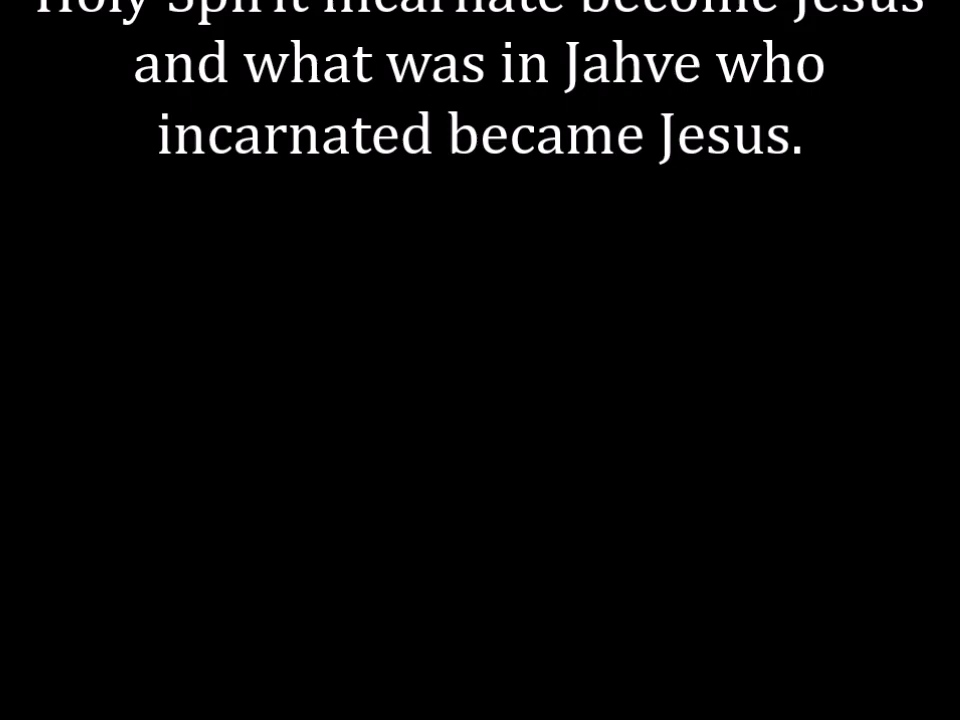 Holy Spirit incarnate become Jesus
and what was in Jahve who
incarnated became Jesus.